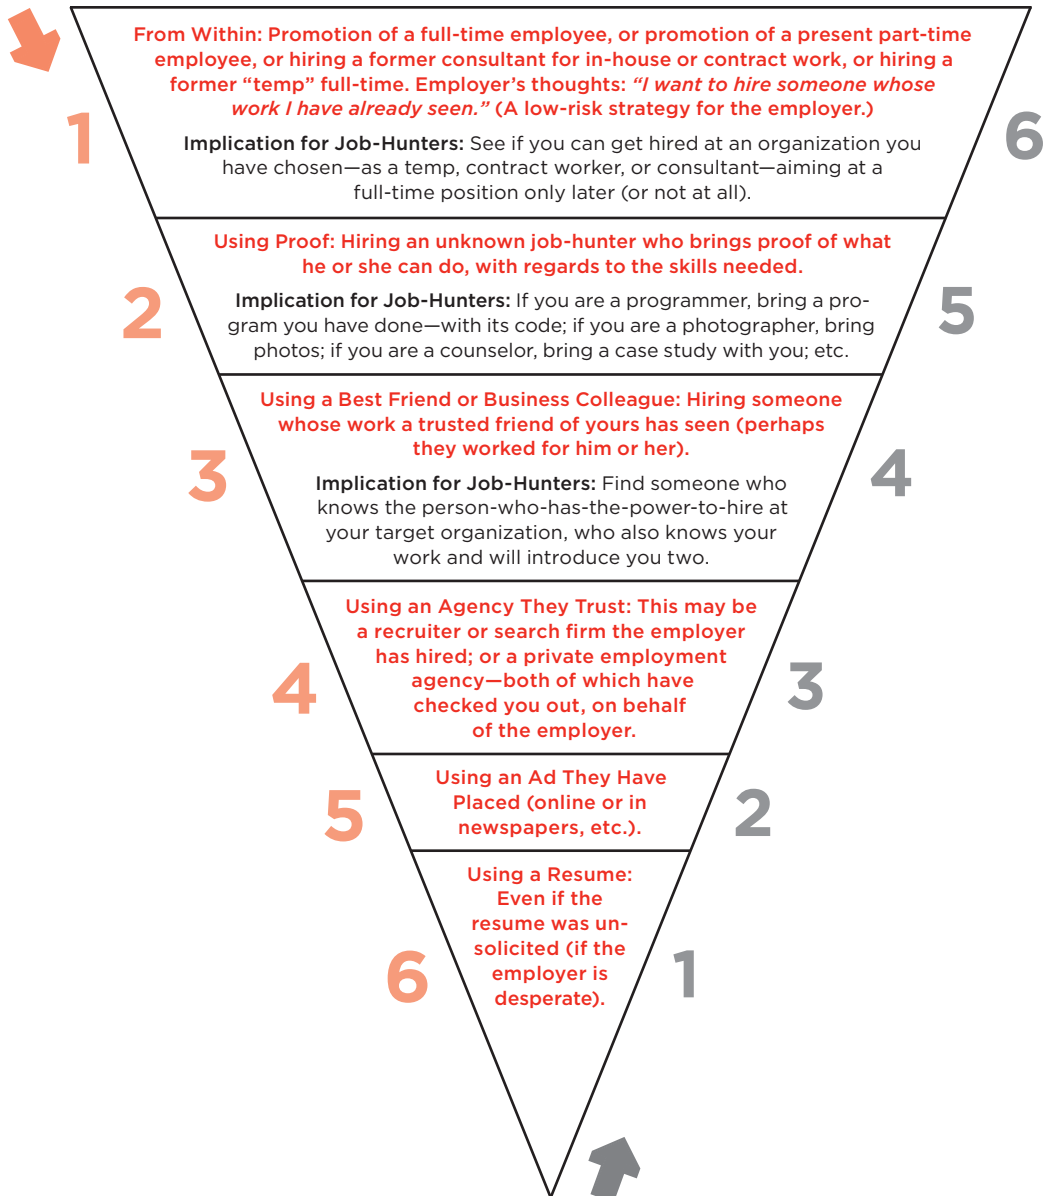 From Within: Promotion of a full-time employee, or promotion of a present part-time
employee, or hiring a former consultant for in-house or contract work, or hiring a
former “temp” full-time. Employer’s thoughts: “I want to hire someone whose
work I have already seen.” (A low-risk strategy for the employer.)
1
6
Implication for Job-Hunters: See if you can get hired at an organization you
have chosen—as a temp, contract worker, or consultant—aiming at a
full-time position only later (or not at all).
Using Proof: Hiring an unknown job-hunter who brings proof of what
he or she can do, with regards to the skills needed.
2
5
Implication for Job-Hunters: If you are a programmer, bring a pro-
gram you have done—with its code; if you are a photographer, bring
photos; if you are a counselor, bring a case study with you; etc.
Using a Best Friend or Business Colleague: Hiring someone
whose work a trusted friend of yours has seen (perhaps
they worked for him or her).
3
4
Implication for Job-Hunters: Find someone who
knows the person-who-has-the-power-to-hire at
your target organization, who also knows your
work and will introduce you two.
Using an Agency They Trust: This may be
a recruiter or search firm the employer
has hired; or a private employment
agency—both of which have
checked you out, on behalf
of the employer.
4
3
Using an Ad They Have
Placed (online or in
newspapers, etc.).
5
2
Using a Resume:
Even if the
resume was un-
solicited (if the
employer is
desperate).
6
1